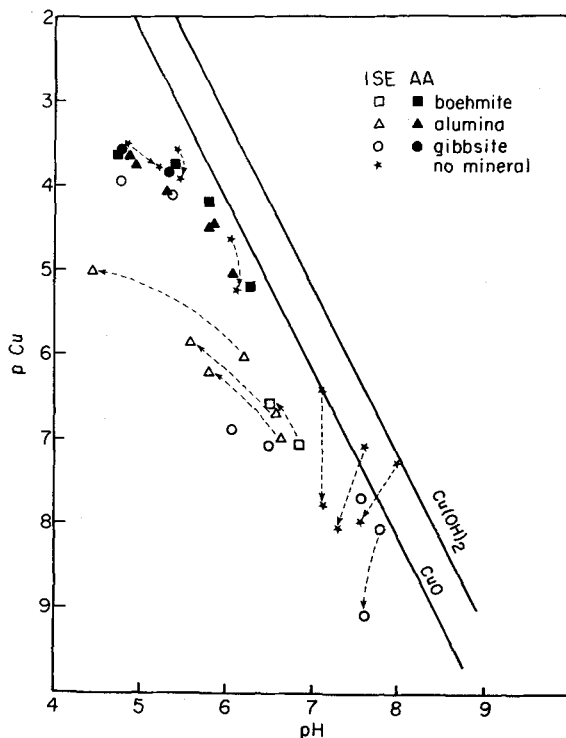 2
3
4
5
6
7
8
9
10
p Cu
4 5 6 7 8 9
pH
ISE AA
boehmite
alumina
gibbsite
no mineral
Cu(OH)2
CuO